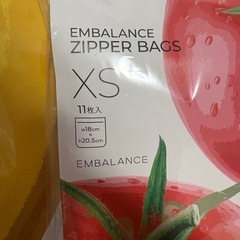 EMBALANCE
ZIPPER BAGS
XS
11枚入
w18cm
×
h20.5cm
EMBALANCE